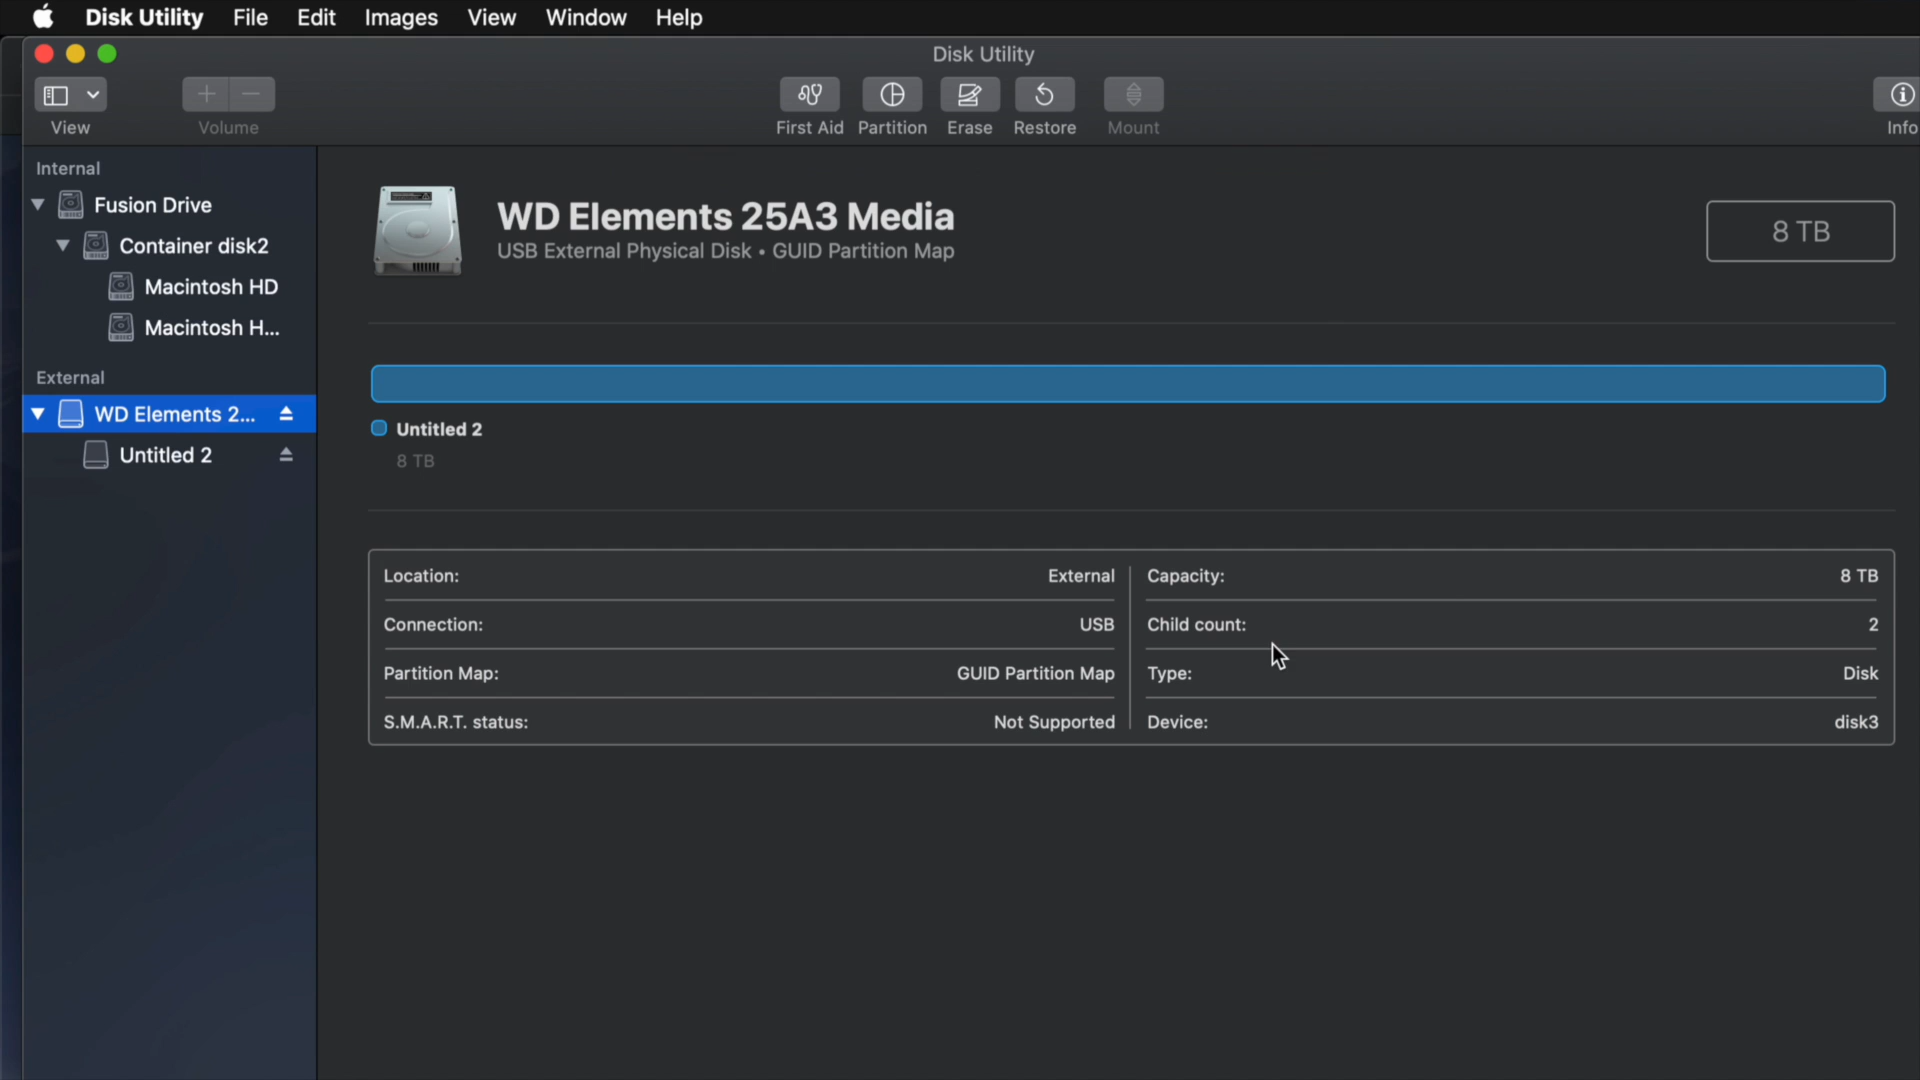 Disk Utility File Edit Images View Window Help
Disk Utility
View Volume First Aid Partition Erase Restore Mount Info
Internal
Fusion Drive
Container disk2
Macintosh HD
Macintosh H...
External
WD Elements 2...
Untitled 2
WD Elements 25A3 Media
USB External Physical Disk • GUID Partition Map
8 TB
Untitled 2
8 TB
Location: External
Connection: USB
Partition Map: GUID Partition Map
S.M.A.R.T. status: Not Supported
Capacity: 8 TB
Child count: 2
Type: Disk
Device: disk3